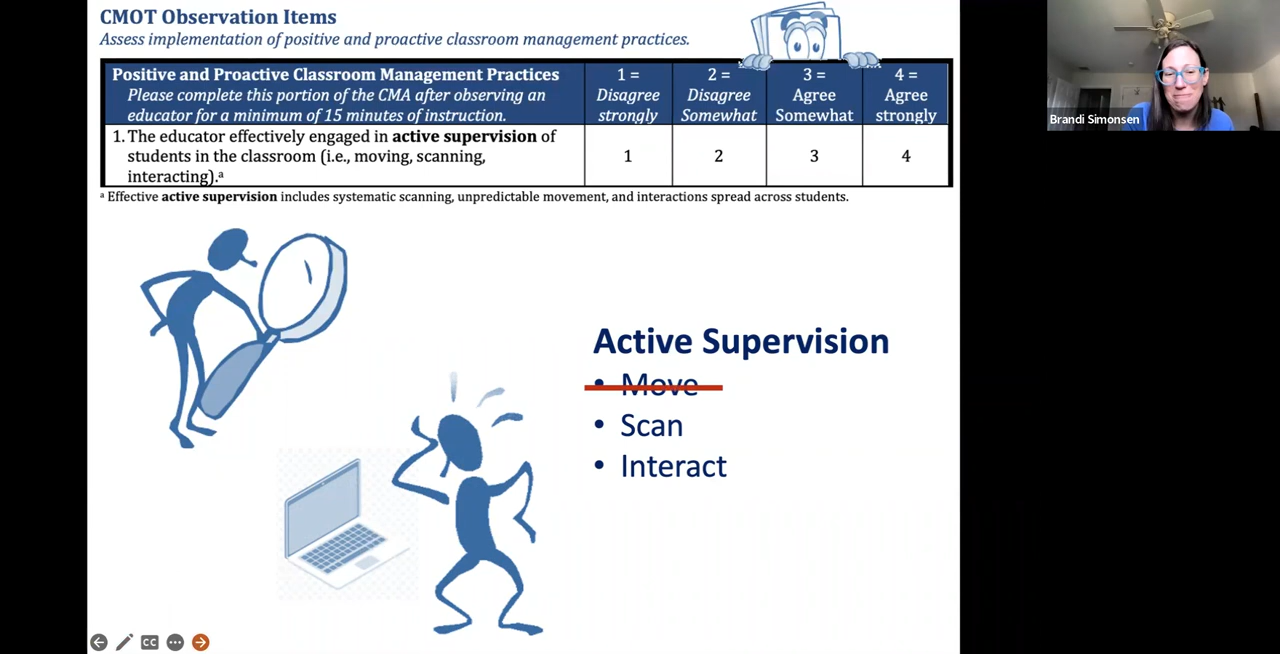 CMOT Observation Items
Assess implementation of positive and proactive classroom management practices.
Positive and Proactive Classroom Management Practices
Please complete this portion of the CMA after observing an
educator for a minimum of 15 minutes of instruction.
1 =
Disagree
strongly
2 =
Disagree
Somewhat
3 =
Agree
Somewhat
4 =
Agree
strongly
1. The educator effectively engaged in active supervision of
students in the classroom (i.e., moving, scanning,
interacting).ᵃ
1
2
3
4
ᵃ Effective active supervision includes systematic scanning, unpredictable movement, and interactions spread across students.
Active Supervision
• Move
• Scan
• Interact
CC
Brandi Simonsen